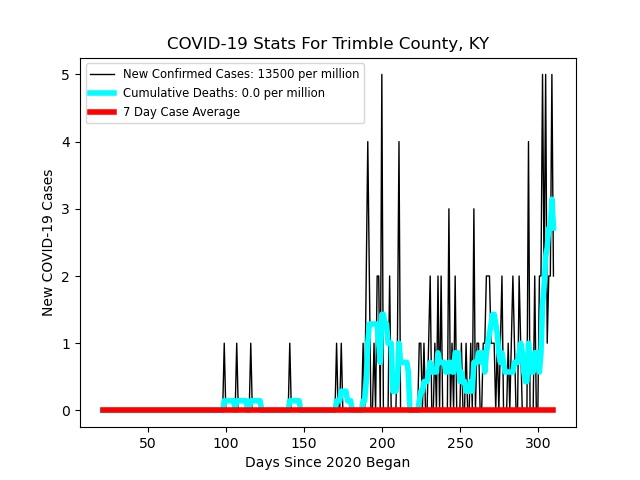 COVID-19 Stats For Trimble County, KY
New Confirmed Cases: 13500 per million
Cumulative Deaths: 0.0 per million
7 Day Case Average
New COVID-19 Cases
5
4
3
2
1
0
50 100 150 200 250 300
Days Since 2020 Began